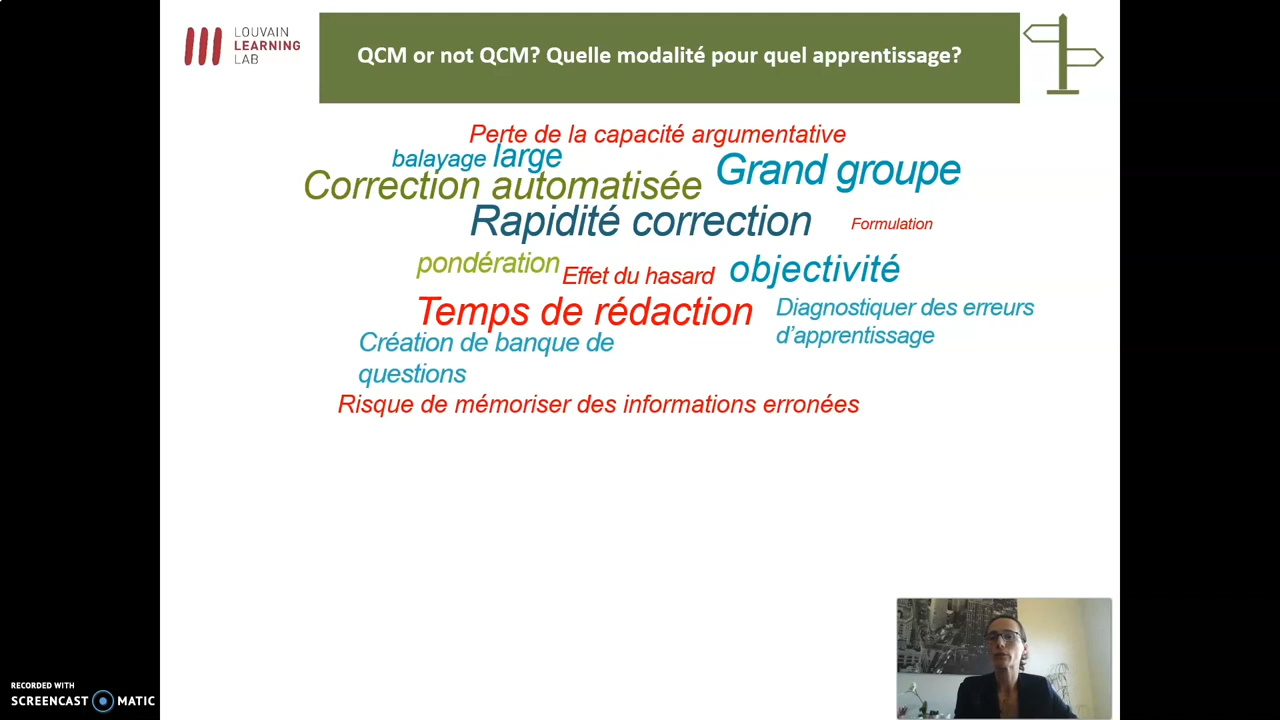 LOUVAIN
LEARNING
LAB
QCM or not QCM? Quelle modalité pour quel apprentissage?
Perte de la capacité argumentative
balayage large
Grand groupe
Correction automatisée
Rapidité correction
Formulation
pondération
Effet du hasard
objectivité
Temps de rédaction
Diagnostiquer des erreurs
d'apprentissage
Création de banque de
questions
Risque de mémoriser des informations erronées
RECORDED WITH
SCREENCAST MATIC